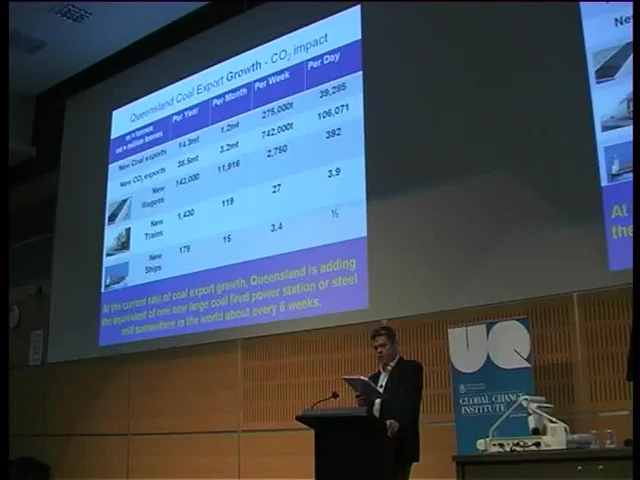 Queensland Coal Export Growth - CO2 impact
m = tonnes
mt = million tonnes
Per Year
Per Month
Per Week
Per Day
New Coal exports 14.3mt 1.2mt 275,000t 39,285
New CO2 exports 38.5mt 3.2mt 742,000t 106,071
New Wagons 143,000 11,916 2,750 392
New Trains 1,430 119 27 3.9
New Ships 179 15 3.4 ½
At the current rate of coal export growth, Queensland is adding
the equivalent of one new large coal fired power station or steel
mill somewhere in the world about every 6 weeks.
New
At
the
UQ
GLOBAL CHANGE
INSTITUTE